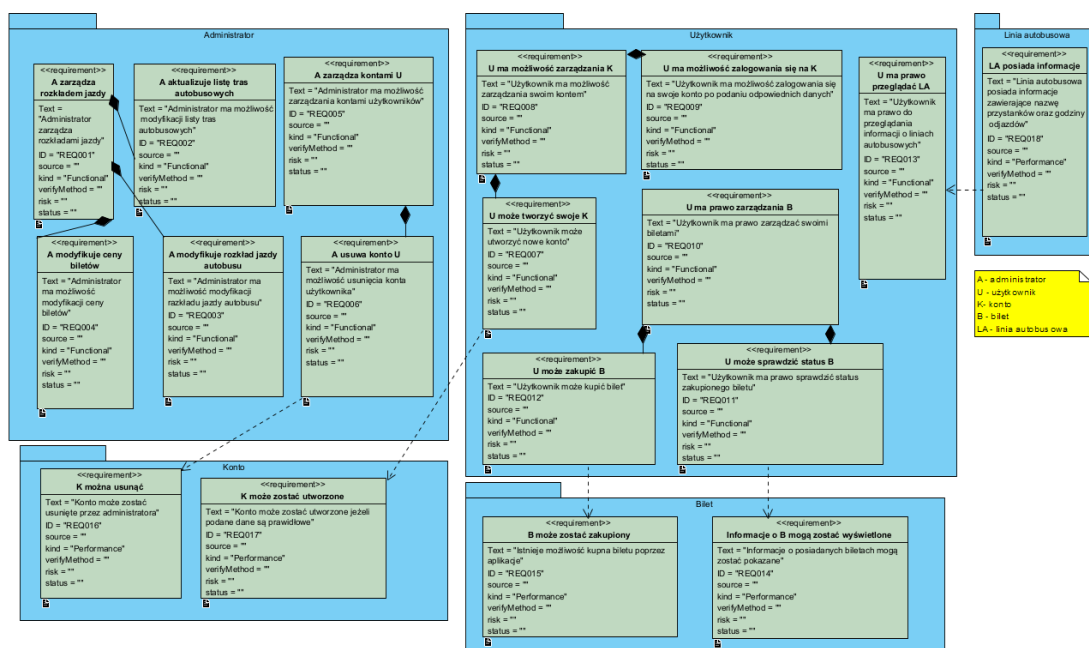 Administrator
<<requirement>>
A zarządza
rozkładem jazdy
Text =
"Administrator
zarządza
rozkładami jazdy"
ID = "REQ001"
source = ""
kind = "Functional"
verifyMethod = ""
risk = ""
status = ""
<<requirement>>
A aktualizuje listę tras
autobusowych
Text = "Administrator ma możliwość
modyfikacji listy tras
autobusowych"
ID = "REQ002"
source = ""
kind = "Functional"
verifyMethod = ""
risk = ""
status = ""
<<requirement>>
A zarządza kontami U
Text = "Administrator ma możliwość
zarządzania kontami użytkowników"
ID = "REQ005"
source = ""
kind = "Functional"
verifyMethod = ""
risk = ""
status = ""
<<requirement>>
A modyfikuje ceny
biletów
Text = "Administrator
ma możliwość
modyfikacji ceny
biletów"
ID = "REQ004"
source = ""
kind = "Functional"
verifyMethod = ""
risk = ""
status = ""
<<requirement>>
A modyfikuje rozkład jazdy
autobusu
Text = "Administrator ma
możliwość modyfikacji
razkładu jazdy autobusu"
ID = "REQ003"
source = ""
kind = "Functional"
verifyMethod = ""
risk = ""
status = ""
<<requirement>>
A usuwa konto U
Text = "Administrator ma
możliwość usunięcia konta
użytkownika"
ID = "REQ006"
source = ""
kind = "Functional"
verifyMethod = ""
risk = ""
status = ""
Użytkownik
<<requirement>>
U ma możliwość zarządzania K
Text = "Użytkownik ma możliwość
zarządzania swoim kontem"
ID = "REQ008"
source = ""
kind = "Functional"
verifyMethod = ""
risk = ""
status = ""
<<requirement>>
U ma możliwość zalogowania się na K
Text = "Użytkownik ma możliwość zalogowania się
na swoje konto po podaniu odpowiednich danych"
ID = "REQ009"
source = ""
kind = "Functional"
verifyMethod = ""
risk = ""
status = ""
<<requirement>>
U ma prawo
przeglądać LA
Text = "Użytkownik
ma prawo do
przeglądania
informacji o liniach
autobusowych"
ID = "REQ013"
source = ""
kind = "Functional"
verifyMethod = ""
risk = ""
status = ""
<<requirement>>
U może tworzyć swoje K
Text = "Użytkownik może
utworzyć nowe konto"
ID = "REQ007"
source = ""
kind = "Functional"
verifyMethod = ""
risk = ""
status = ""
<<requirement>>
U ma prawo zarządzania B
Text = "Użytkownik ma prawo zarządzać swoimi
biletami"
ID = "REQ010"
source = ""
kind = "Functional"
verifyMethod = ""
risk = ""
status = ""
<<requirement>>
U może zakupić B
Text = "Użytkownik może kupić bilet"
ID = "REQ012"
source = ""
kind = "Functional"
verifyMethod = ""
risk = ""
status = ""
<<requirement>>
U może sprawdzić status B
Text = "Użytkownik ma prawo sprawdzić status
zakupionego biletu"
ID = "REQ011"
source = ""
kind = "Functional"
verifyMethod = ""
risk = ""
status = ""
Linia autobusowa
<<requirement>>
LA posiada informacje
Text = "Linia autobusowa
posiada informacje
zawierające nazwę
przystanków oraz godziny
odjazdów"
ID = "REQ018"
source = ""
kind = "Performance"
verifyMethod = ""
risk = ""
status = ""
A - administrator
U - użytkownik
K- konto
B - bilet
LA - linia autobusowa
Konto
<<requirement>>
K można usunąć
Text = "Konto może zostać
usunięte przez administratora"
ID = "REQ016"
source = ""
kind = "Performance"
verifyMethod = ""
risk = ""
status = ""
<<requirement>>
K może zostać utworzone
Text = "Konto może zostać utworzone jeżeli
podane dane są prawidłowe"
ID = "REQ017"
source = ""
kind = "Performance"
verifyMethod = ""
risk = ""
status = ""
Bilet
<<requirement>>
B może zostać zakupiony
Text = "Istnieje możliwość kupna biletu poprzez
aplikacje"
ID = "REQ015"
source = ""
kind = "Performance"
verifyMethod = ""
risk = ""
status = ""
<<requirement>>
Informacje o B mogą zostać wyświetlone
Text = "Informacje o posiadanych biletach mogą
zostać pokazane"
ID = "REQ014"
source = ""
kind = "Performance"
verifyMethod = ""
risk = ""
status = ""